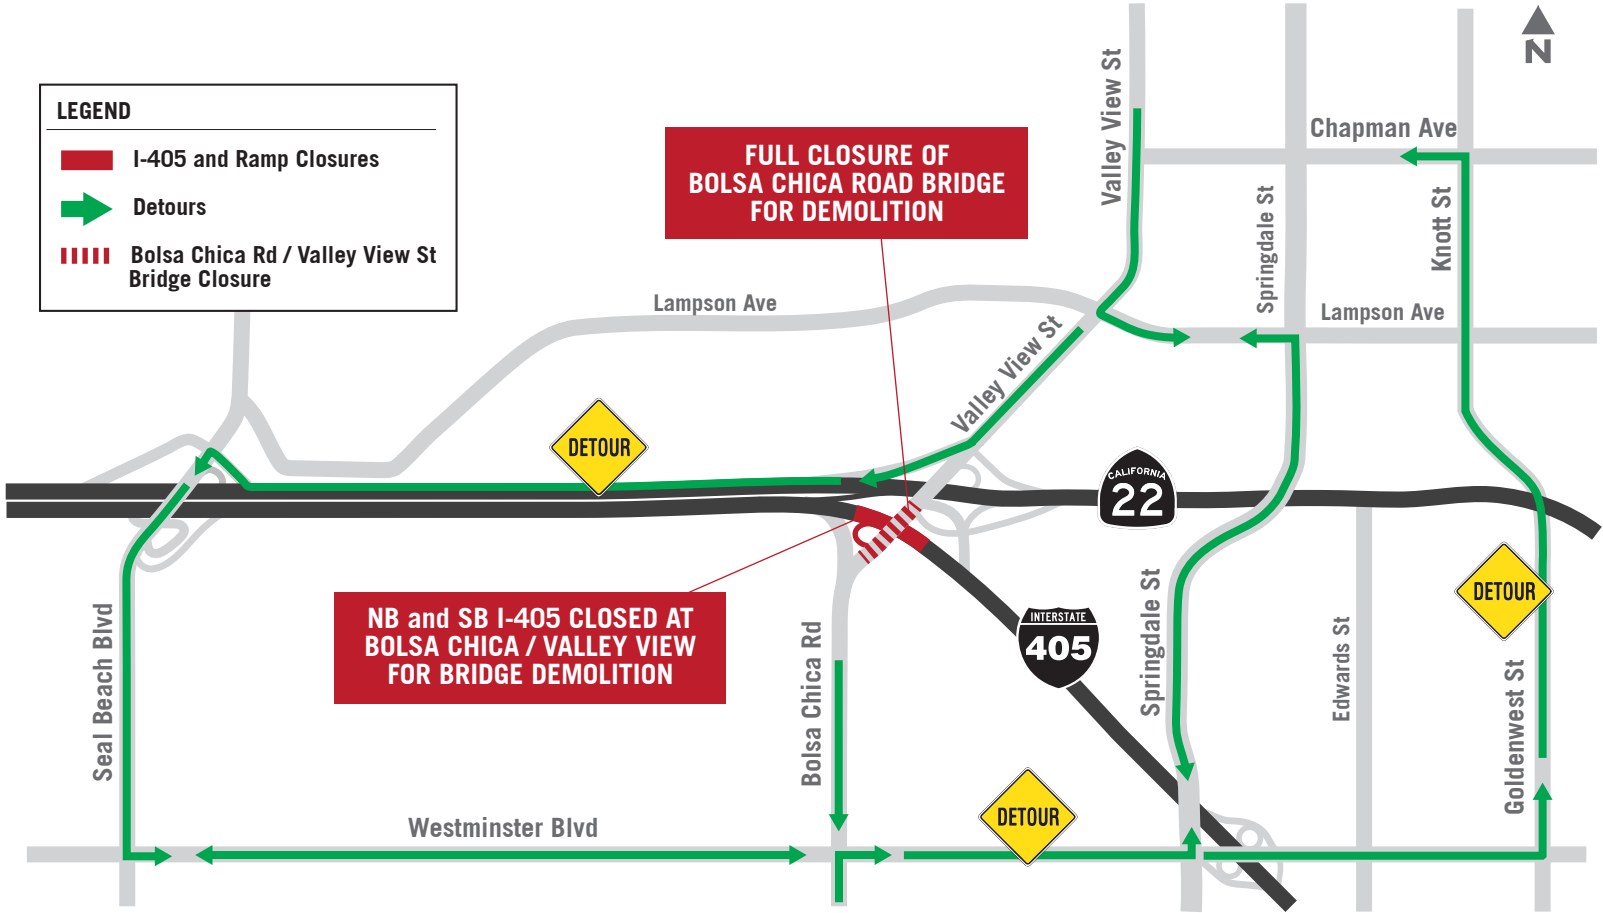 N
LEGEND
I-405 and Ramp Closures
Detours
Bolsa Chica Rd / Valley View St
Bridge Closure
FULL CLOSURE OF
BOLSA CHICA ROAD BRIDGE
FOR DEMOLITION
Valley View St
Chapman Ave
Springdale St
Knott St
Lampson Ave
Lampson Ave
Valley View St
DETOUR
CALIFORNIA
22
DETOUR
NB and SB I-405 CLOSED AT
BOLSA CHICA / VALLEY VIEW
FOR BRIDGE DEMOLITION
INTERSTATE
405
Seal Beach Blvd
Bolsa Chica Rd
Springdale St
Edwards St
Goldenwest St
DETOUR
Westminster Blvd